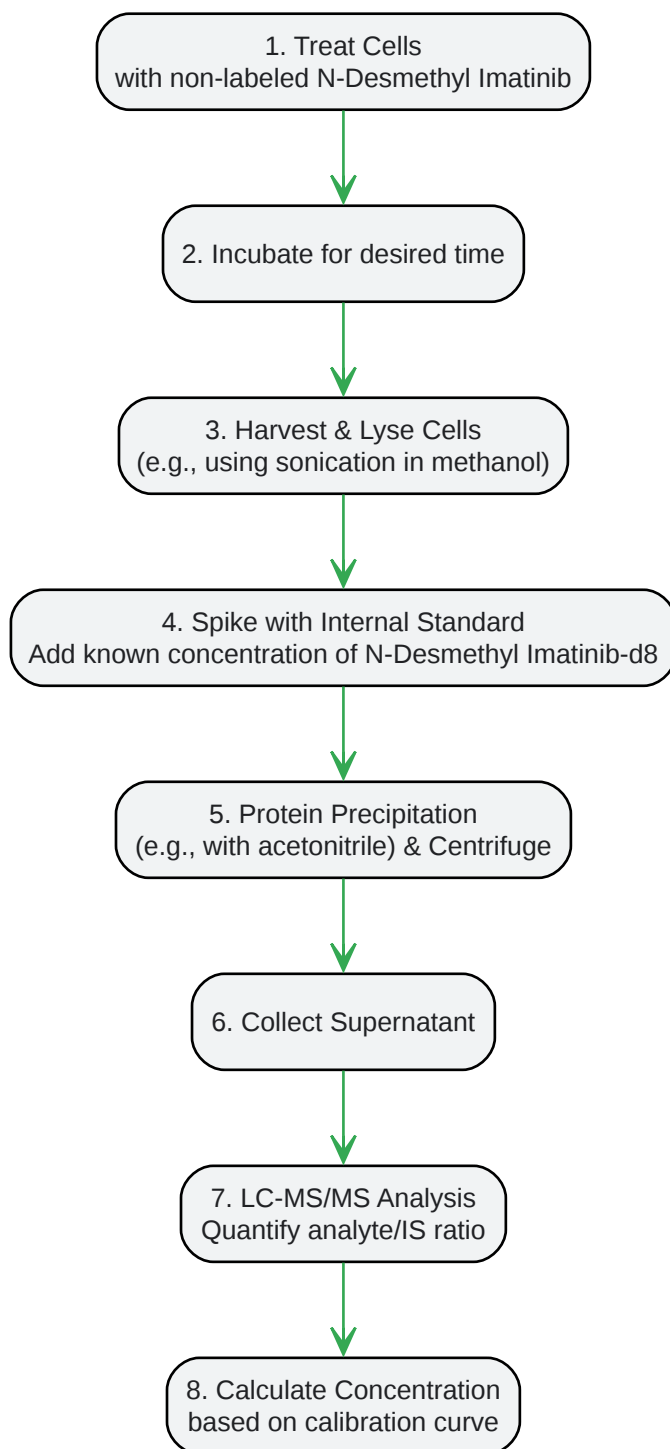 1. Treat Cells
with non-labeled N-Desmethyl Imatinib
2. Incubate for desired time
3. Harvest & Lyse Cells
(e.g., using sonication in methanol)
4. Spike with Internal Standard
Add known concentration of N-Desmethyl Imatinib-d8
5. Protein Precipitation
(e.g., with acetonitrile) & Centrifuge
6. Collect Supernatant
7. LC-MS/MS Analysis
Quantify analyte/IS ratio
8. Calculate Concentration
based on calibration curve